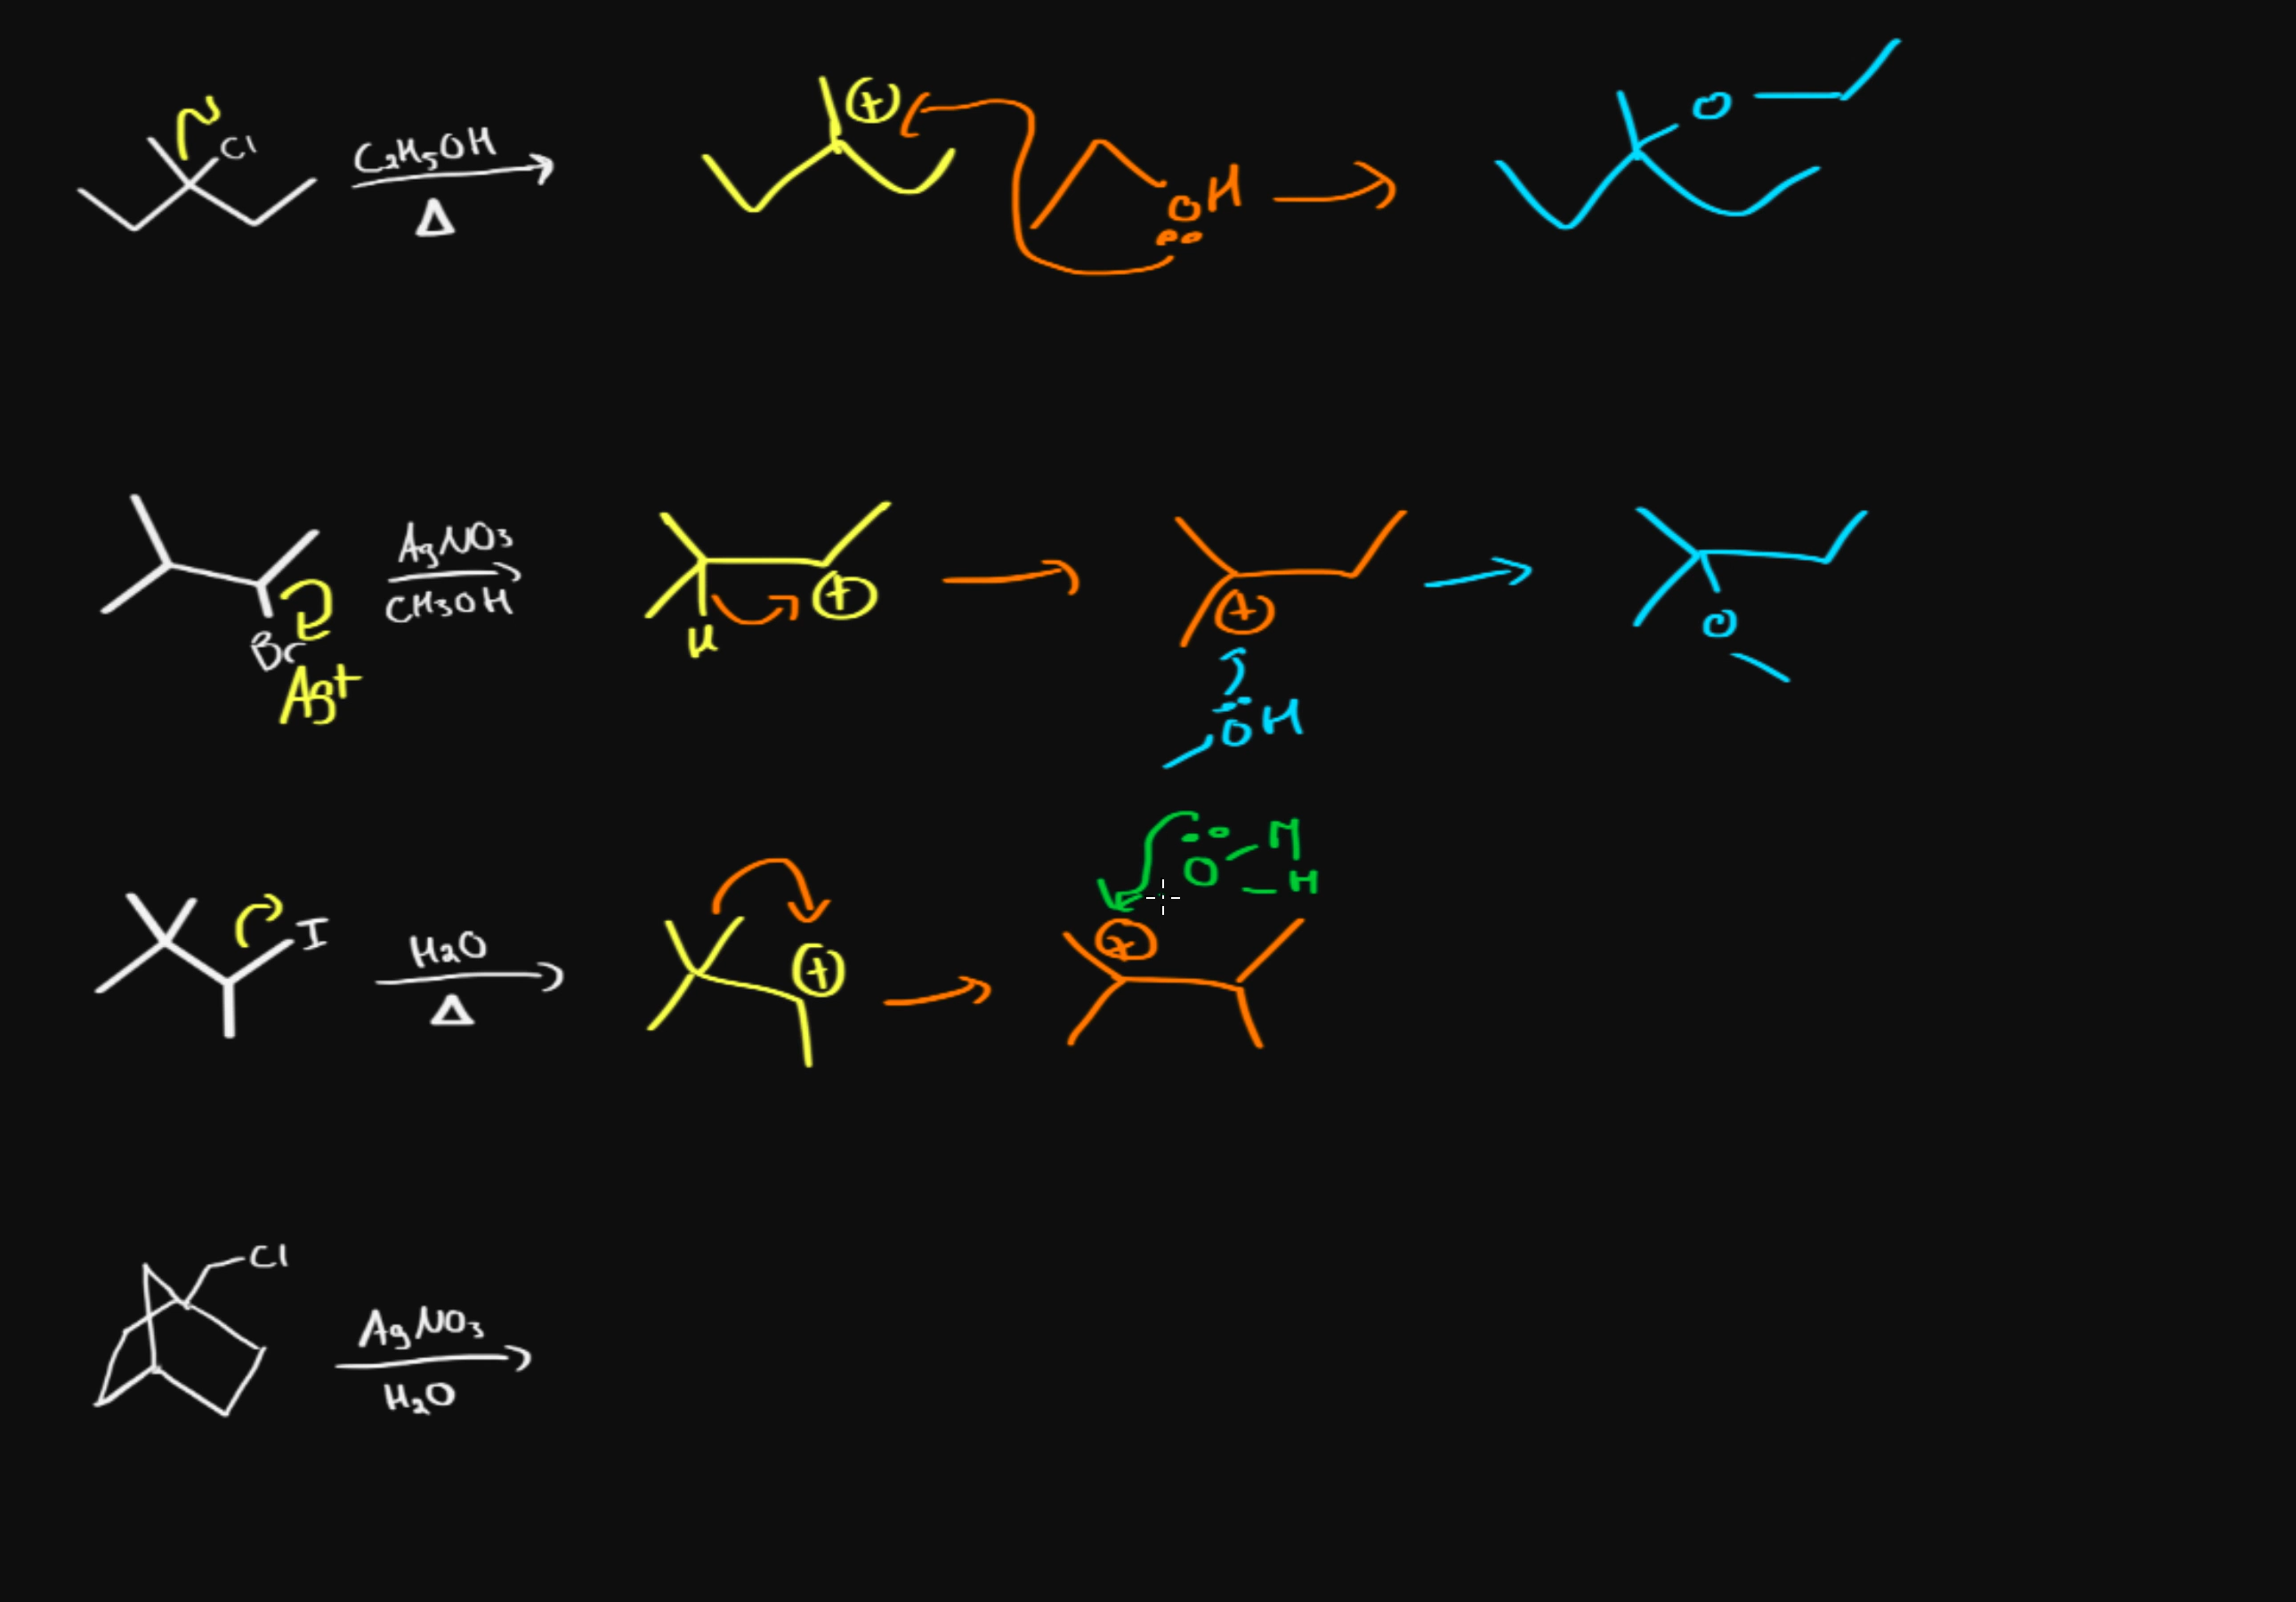 Cl
C2H5OH
Δ
+
OH
O
Br
Ag+
AgNO3
CH3OH
H
+
+
OH
O
I
H2O
Δ
+
+
O
H
H
Cl
AgNO3
H2O